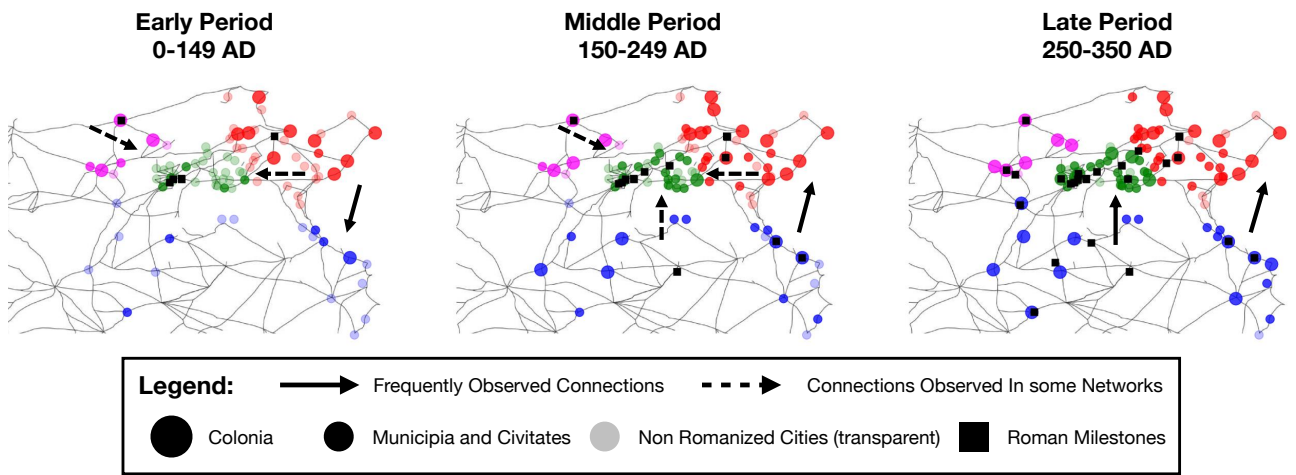 Early Period
0-149 AD
Middle Period
150-249 AD
Late Period
250-350 AD
Legend:
Frequently Observed Connections
Connections Observed In some Networks
Colonia
Municipia and Civitates
Non Romanized Cities (transparent)
Roman Milestones